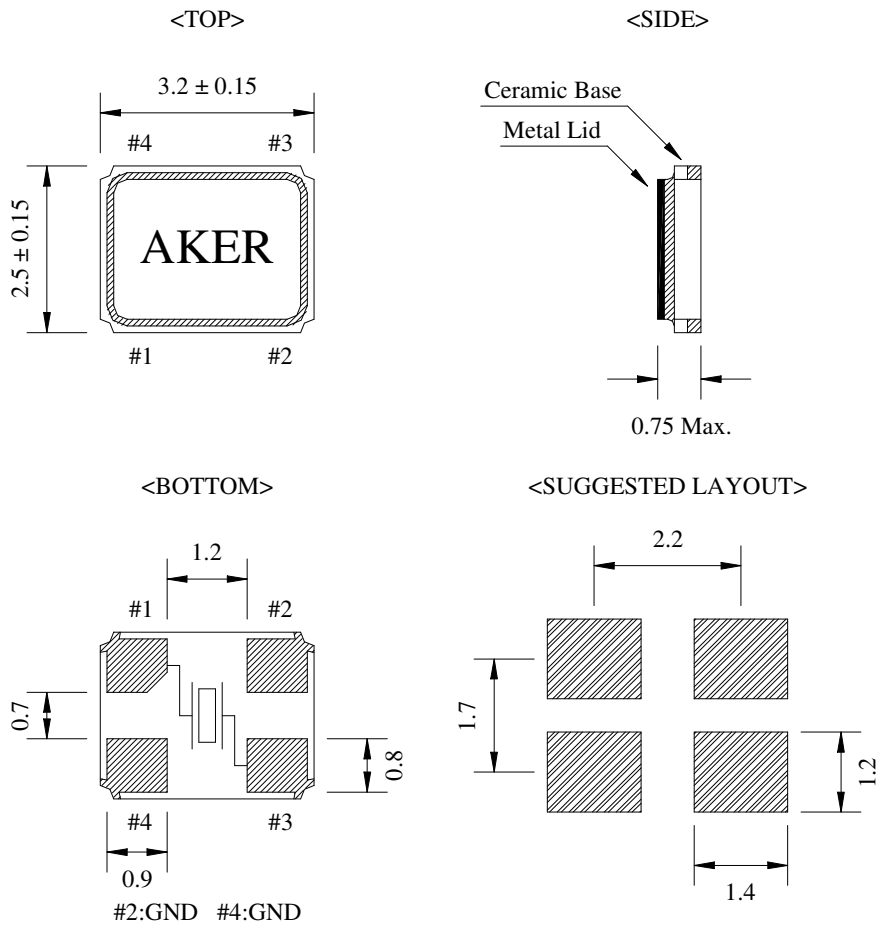 <TOP>
<SIDE>
3.2 ± 0.15
#4 #3
2.5 ± 0.15
AKER
#1 #2
Ceramic Base
Metal Lid
0.75 Max.
<BOTTOM>
<SUGGESTED LAYOUT>
1.2
#1 #2
0.7
0.8
#4 #3
0.9
#2:GND #4:GND
2.2
1.7
1.2
1.4